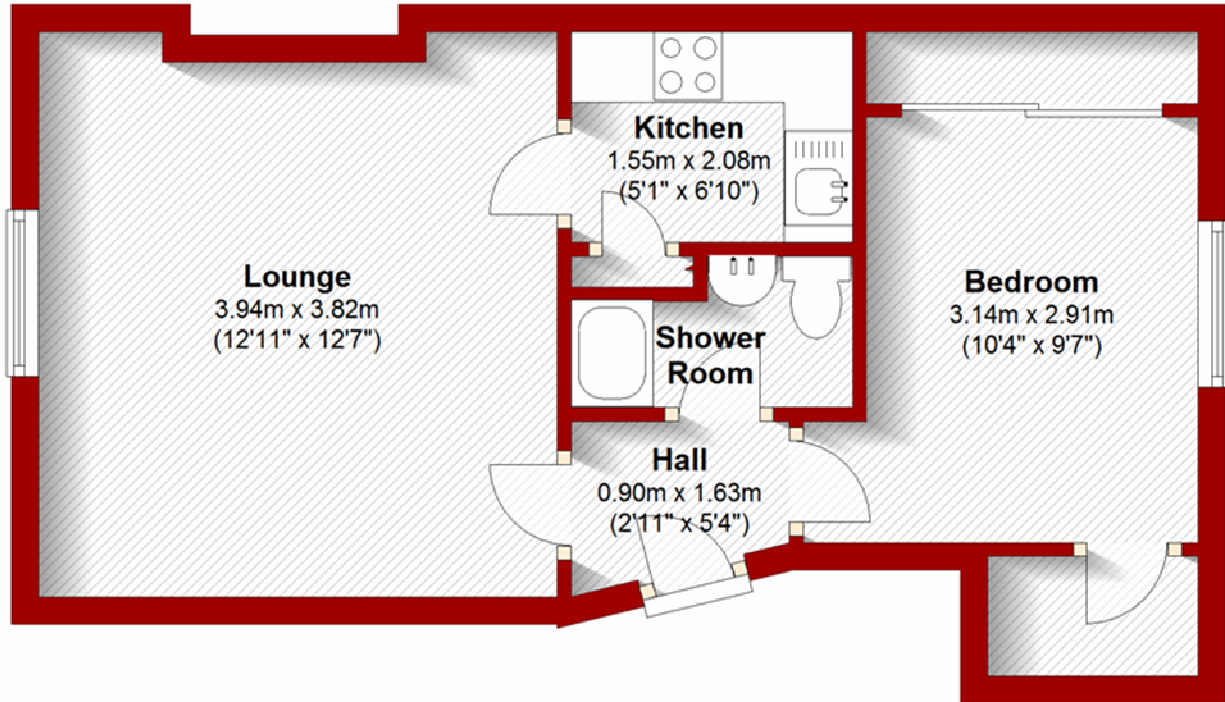 Kitchen
1.55m x 2.08m
(5'1" x 6'10")
Lounge
3.94m x 3.82m
(12'11" x 12'7")
Bedroom
3.14m x 2.91m
(10'4" x 9'7")
Shower
Room
Hall
0.90m x 1.63m
(2'11" x 5'4")